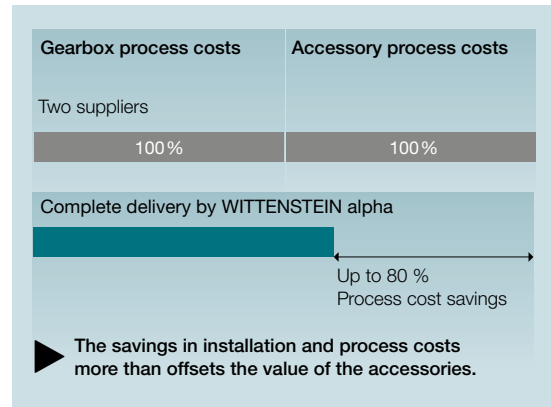 Gearbox process costs Accessory process costs
Two suppliers
100 % 100 %
Complete delivery by WITTENSTEIN alpha
Up to 80 %
Process cost savings
The savings in installation and process costs
more than offsets the value of the accessories.